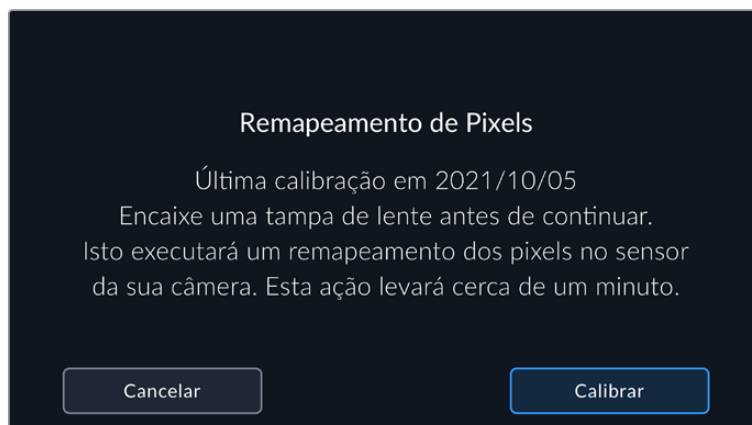 Remapeamento de Pixels
Última calibração em 2021/10/05
Encaixe uma tampa de lente antes de continuar.
Isto executará um remapeamento dos pixels no sensor
da sua câmera. Esta ação levará cerca de um minuto.
Cancelar
Calibrar